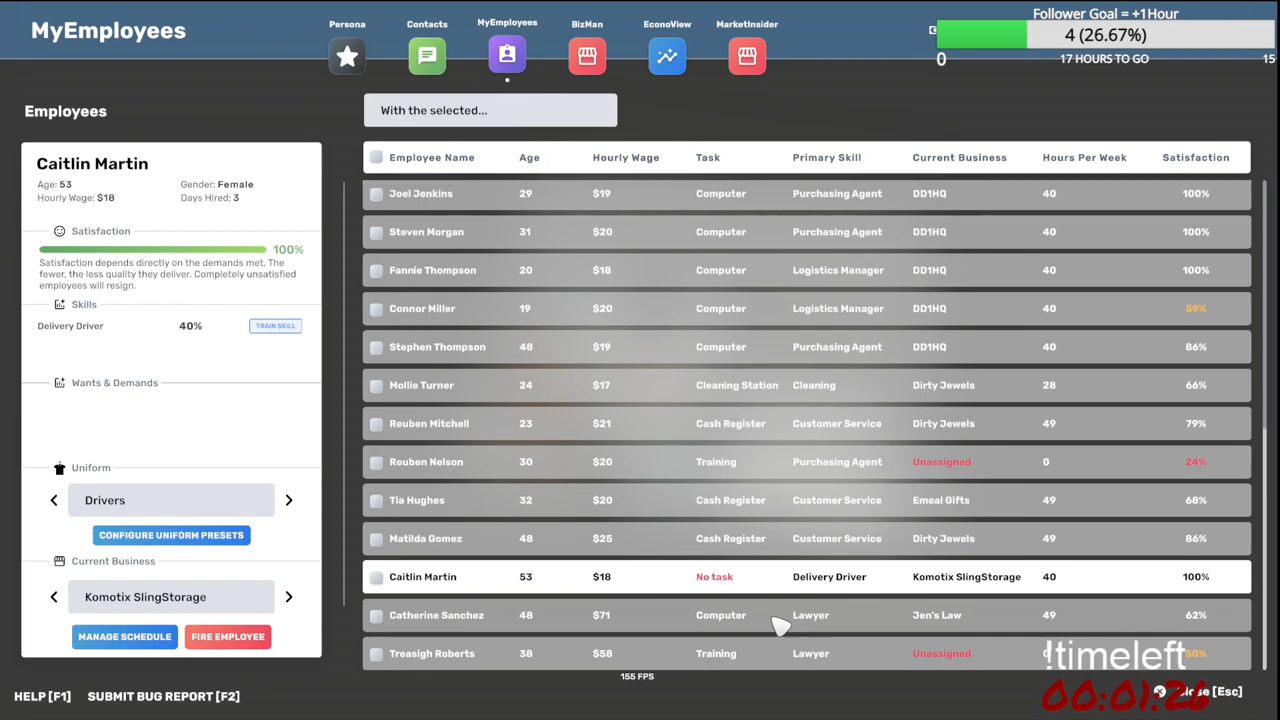 MyEmployees
Persona
Contacts
MyEmployees
BizMan
EconoView
MarketInsider
Follower Goal = +1Hour
4 (26.67%)
0
17 HOURS TO GO
15
Employees
With the selected...
Caitlin Martin
Age: 53
Gender: Female
Hourly Wage: $18
Days Hired: 3
Satisfaction
100%
Satisfaction depends directly on the demands met. The
fewer, the less quality they deliver. Completely unsatisfied
employees will resign.
Skills
Delivery Driver 40% TRAIN SKILL
Wants & Demands
Uniform
Drivers
CONFIGURE UNIFORM PRESETS
Current Business
Komotix SlingStorage
MANAGE SCHEDULE
FIRE EMPLOYEE
Employee Name Age Hourly Wage Task Primary Skill Current Business Hours Per Week Satisfaction
Joel Jenkins 29 $19 Computer Purchasing Agent DD1HQ 40 100%
Steven Morgan 31 $20 Computer Purchasing Agent DD1HQ 40 100%
Fannie Thompson 20 $18 Computer Logistics Manager DD1HQ 40 100%
Connor Miller 19 $20 Computer Logistics Manager DD1HQ 40 59%
Stephen Thompson 48 $19 Computer Purchasing Agent DD1HQ 40 86%
Mollie Turner 24 $17 Cleaning Station Cleaning Dirty Jewels 28 66%
Reuben Mitchell 23 $21 Cash Register Customer Service Dirty Jewels 49 79%
Reuben Nelson 30 $20 Training Purchasing Agent Unassigned 0 24%
Tia Hughes 32 $20 Cash Register Customer Service Emeal Gifts 49 68%
Matilda Gomez 48 $25 Cash Register Customer Service Dirty Jewels 49 86%
Caitlin Martin 53 $18 No task Delivery Driver Komotix SlingStorage 40 100%
Catherine Sanchez 48 $71 Computer Lawyer Jen's Law 49 62%
Treasigh Roberts 38 $58 Training Lawyer Unassigned
!timeleft
00:01:26
155 FPS
HELP [F1]
SUBMIT BUG REPORT [F2]
Close [Esc]